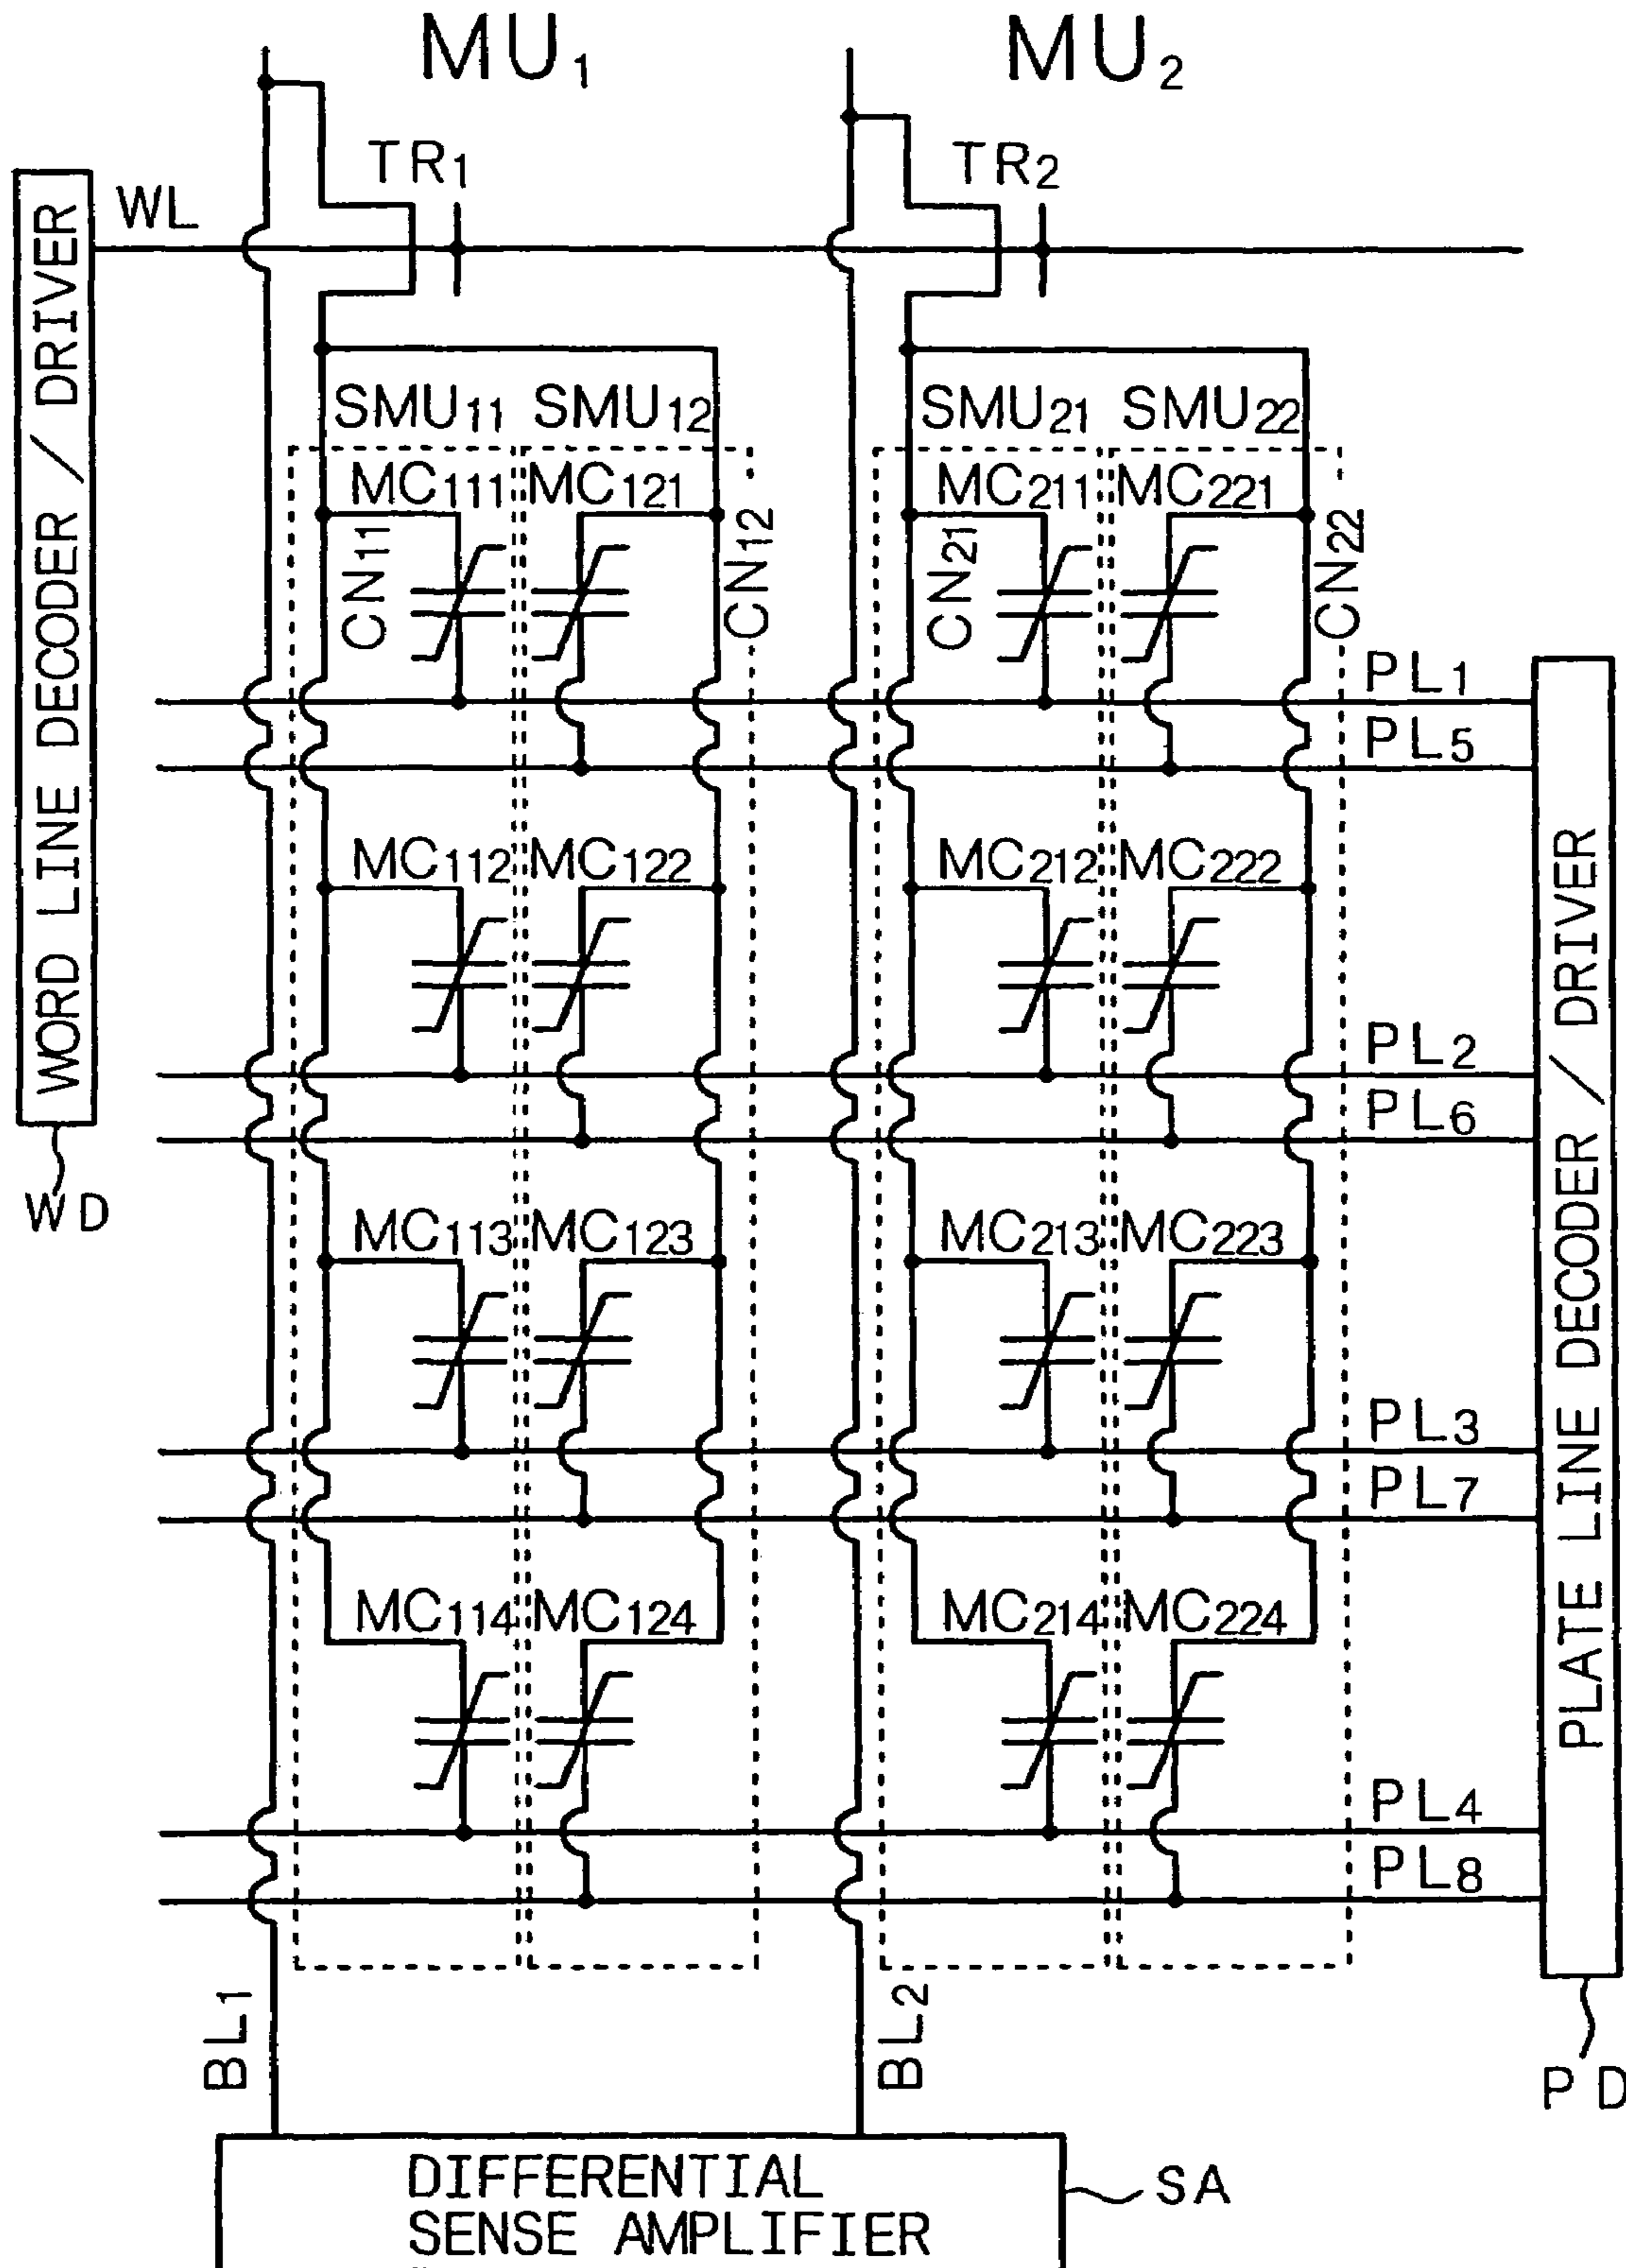 MU1 MU2
TR1 TR2
WL
WORD LINE DECODER / DRIVER
WD
SMU11 SMU12 SMU21 SMU22
MC111 MC121 MC211 MC221
CN11 CN12 CN21 CN22
PL1
PL5
MC112 MC122 MC212 MC222
PL2
PL6
MC113 MC123 MC213 MC223
PL3
PL7
MC114 MC124 MC214 MC224
PL4
PL8
PLATE LINE DECODER / DRIVER
PD
BL1 BL2
DIFFERENTIAL
SENSE AMPLIFIER
SA